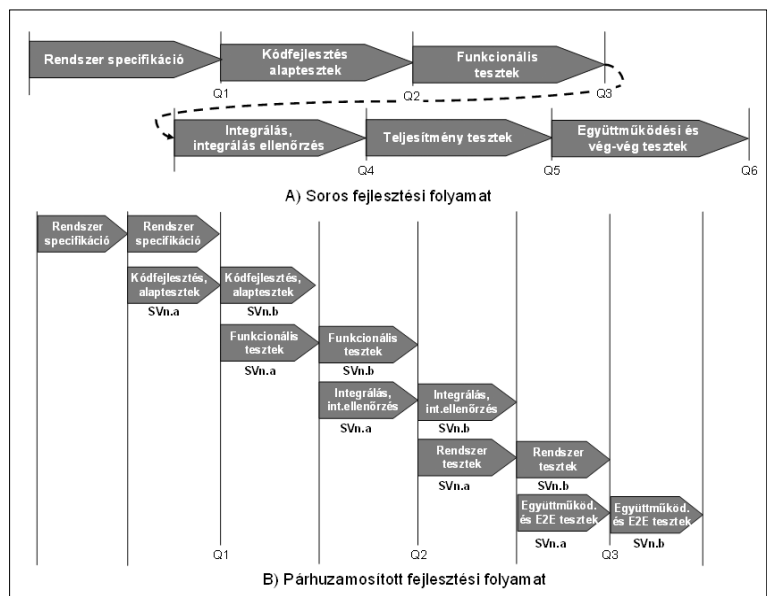 Rendszer specifikáció
Kódfejlesztés
alaptesztek
Funkcionális
tesztek
Q1
Q2
Q3
Integrálás,
integrálás ellenőrzés
Teljesítmény tesztek
Együttműködési és
vég-vég tesztek
Q4
Q5
Q6
A) Soros fejlesztési folyamat
Rendszer
specifikáció
Rendszer
specifikáció
Kódfejlesztés,
alaptesztek
Kódfejlesztés,
alaptesztek
SVn.a
SVn.b
Funkcionális
tesztek
Funkcionális
tesztek
SVn.a
SVn.b
Integrálás,
int.ellenőrzés
Integrálás,
int.ellenőrzés
SVn.a
SVn.b
Rendszer
tesztek
Rendszer
tesztek
SVn.a
SVn.b
Együttműköd.
és E2E tesztek
Együttműköd.
és E2E tesztek
SVn.a
SVn.b
Q1
Q2
Q3
B) Párhuzamosított fejlesztési folyamat